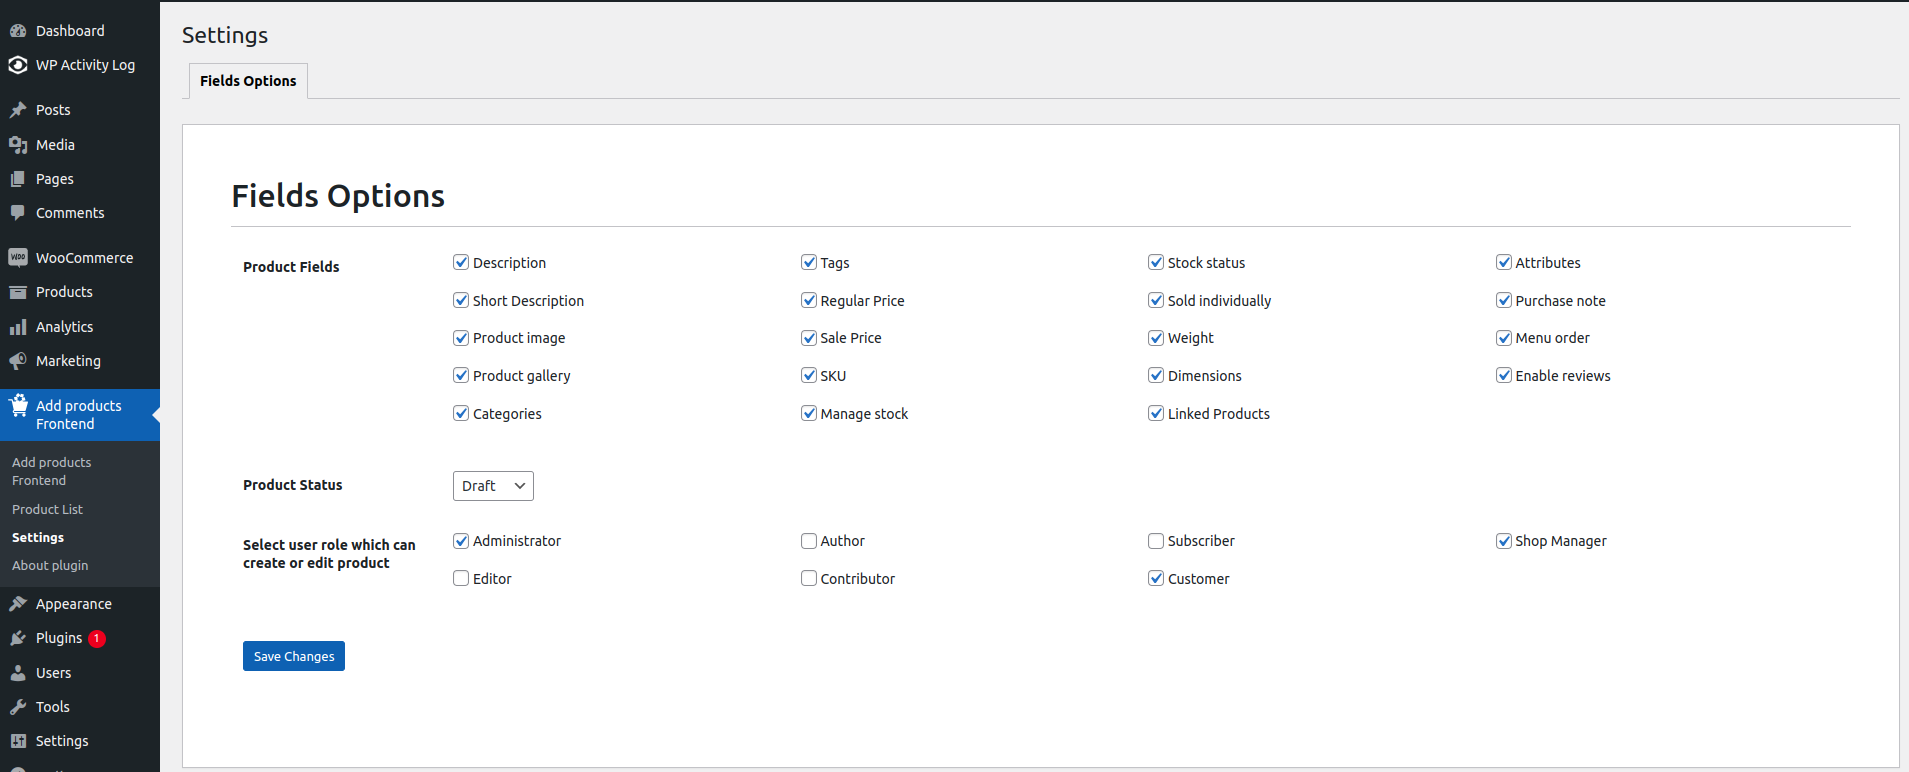 Dashboard
WP Activity Log
Posts
Media
Pages
Comments
WooCommerce
Products
Analytics
Marketing
Add products
Frontend
Add products
Frontend
Product List
Settings
About plugin
Appearance
Plugins 1
Users
Tools
Settings
Settings
Fields Options
Fields Options
Product Fields
Description
Tags
Stock status
Attributes
Short Description
Regular Price
Sold individually
Purchase note
Product image
Sale Price
Weight
Menu order
Product gallery
SKU
Dimensions
Enable reviews
Categories
Manage stock
Linked Products
Product Status
Draft
Select user role which can
create or edit product
Administrator
Author
Subscriber
Shop Manager
Editor
Contributor
Customer
Save Changes